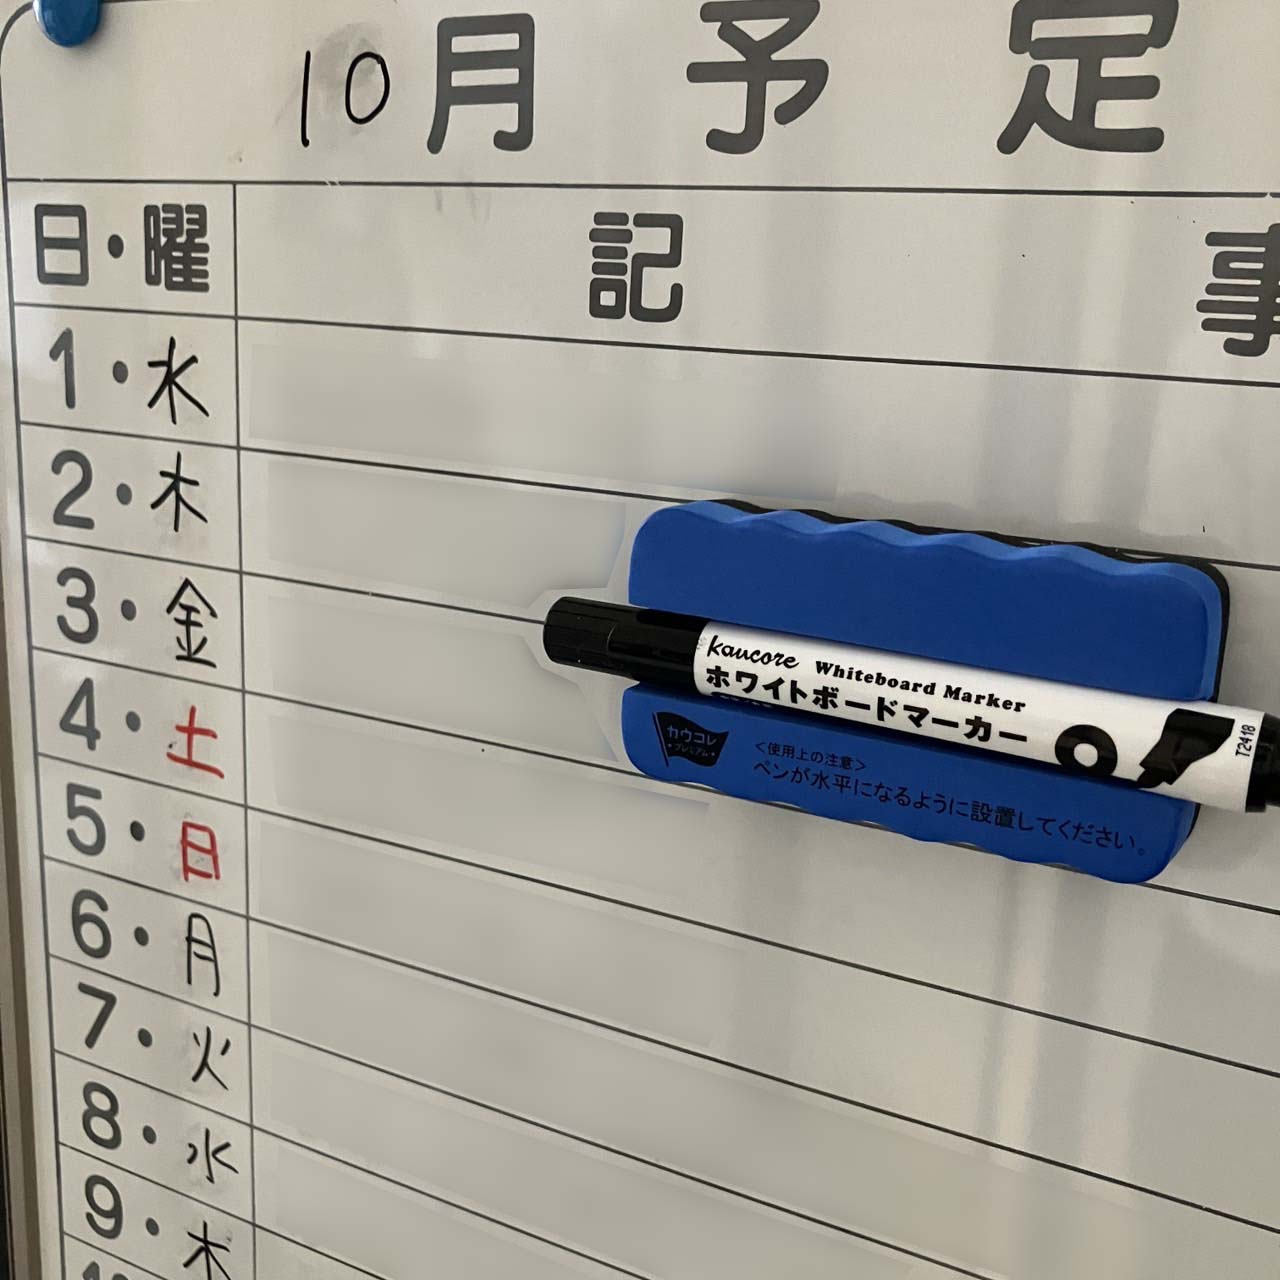 10月 予 定
日・曜 記 事
1・水
2・木
3・金
4・土
5・日
6・月
7・火
8・水
9・木
kaucore Whiteboard Marker
ホワイトボードマーカー
T2418
カウコレ
・プレミアム・
<使用上の注意>
ペンが水平になるように設置してください。